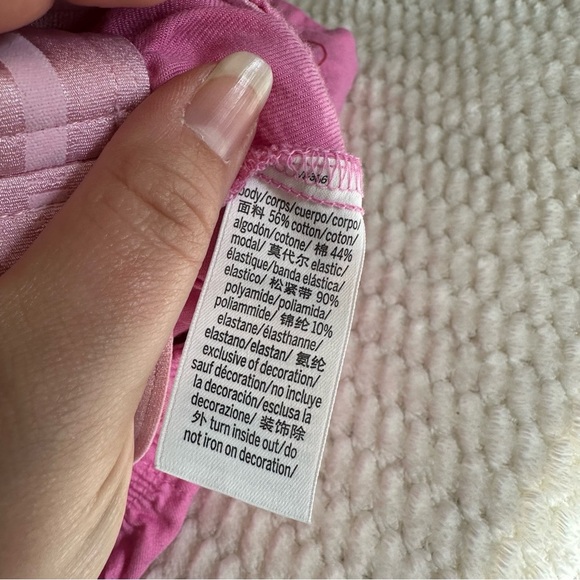 body/corps/cuerpo/corpo/
面料 56% cotton/coton/
algodón/cotone/ 棉 44%
modal/ 莫代尔 elastic/
élastique/banda elástica/
elastico/ 松紧带 90%
polyamide/poliamida/
poliammide/ 锦纶 10%
elastane/élasthanne/
elastano/elastan/ 氨纶
exclusive of decoration/
sauf décoration/no incluye
la decoración/esclusa la
decorazione/ 装饰除
外 turn inside out/do
not iron on decoration/